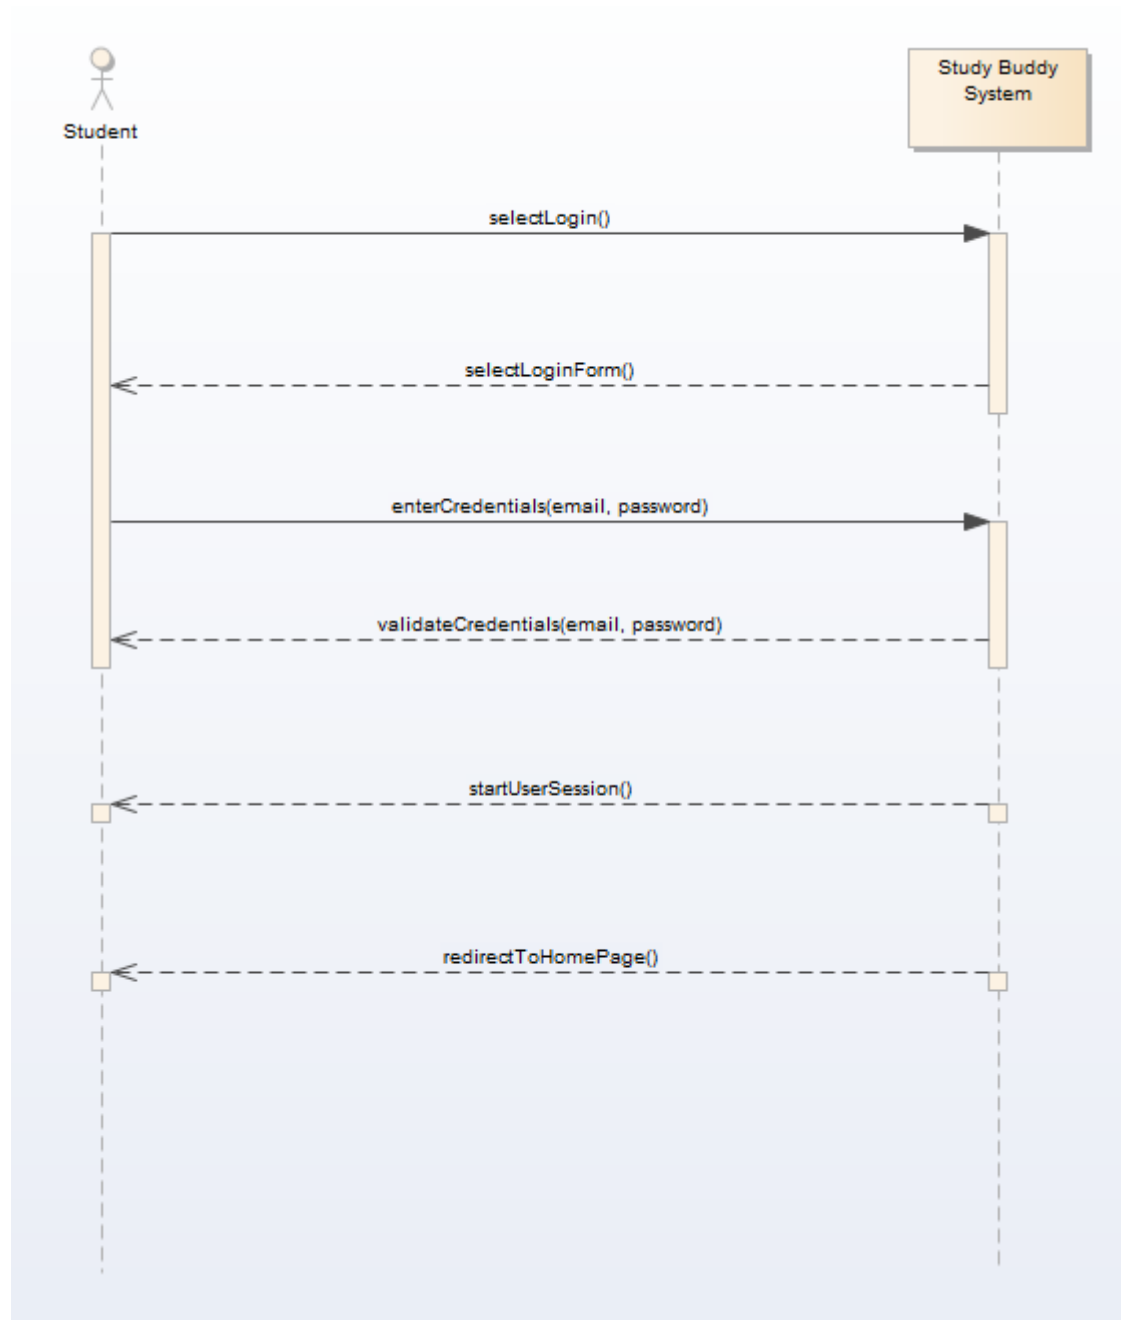 Student
Study Buddy
System
selectLogin()
selectLoginForm()
enterCredentials(email, password)
validateCredentials(email, password)
startUserSession()
redirectToHomePage()